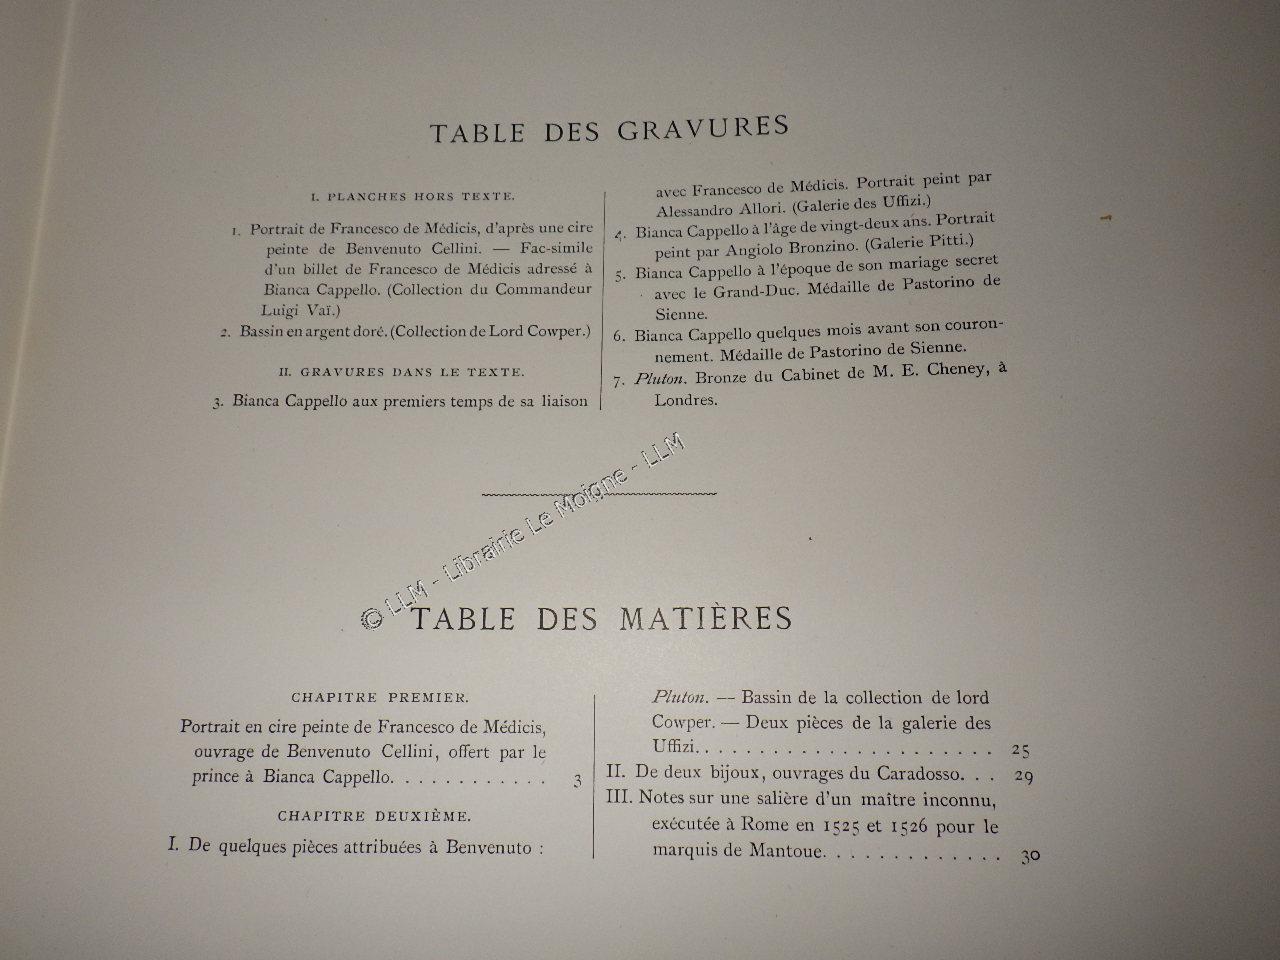 TABLE DES GRAVURES
I. PLANCHES HORS TEXTE.
1. Portrait de Francesco de Médicis, d'après une cire
peinte de Benvenuto Cellini. — Fac-simile
d'un billet de Francesco de Médicis adressé à
Bianca Cappello. (Collection du Commandeur
Luigi Vaï.)
2. Bassin en argent doré. (Collection de Lord Cowper.)
II. GRAVURES DANS LE TEXTE.
3. Bianca Cappello aux premiers temps de sa liaison
avec Francesco de Médicis. Portrait peint par
Alessandro Allori. (Galerie des Uffizi.)
4. Bianca Cappello à l'âge de vingt-deux ans. Portrait
peint par Angiolo Bronzino. (Galerie Pitti.)
5. Bianca Cappello à l'époque de son mariage secret
avec le Grand-Duc. Médaille de Pastorino de
Sienne.
6. Bianca Cappello quelques mois avant son couron-
nement. Médaille de Pastorino de Sienne.
7. Pluton. Bronze du Cabinet de M. E. Cheney, à
Londres.
© LLM - Librairie Le Moigne - LLM
TABLE DES MATIÈRES
CHAPITRE PREMIER.
Portrait en cire peinte de Francesco de Médicis,
ouvrage de Benvenuto Cellini, offert par le
prince à Bianca Cappello. . . . . . . . . . . . 3
CHAPITRE DEUXIÈME.
I. De quelques pièces attribuées à Benvenuto :
Pluton. — Bassin de la collection de lord
Cowper. — Deux pièces de la galerie des
Uffizi. . . . . . . . . . . . . . . . . . . . . . 25
II. De deux bijoux, ouvrages du Caradosso. . . 29
III. Notes sur une salière d'un maître inconnu,
exécutée à Rome en 1525 et 1526 pour le
marquis de Mantoue. . . . . . . . . . . . . . 30